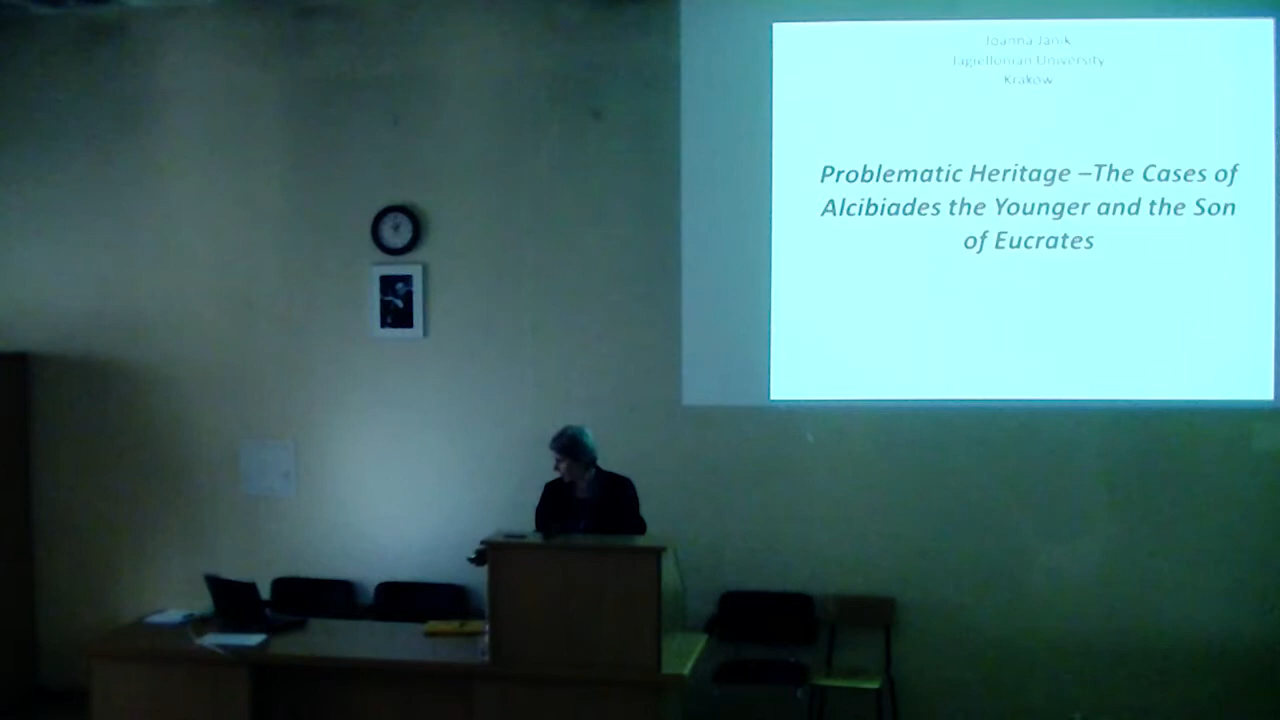 Joanna Janik
Jagiellonian University
Krakow
Problematic Heritage –The Cases of
Alcibiades the Younger and the Son
of Eucrates